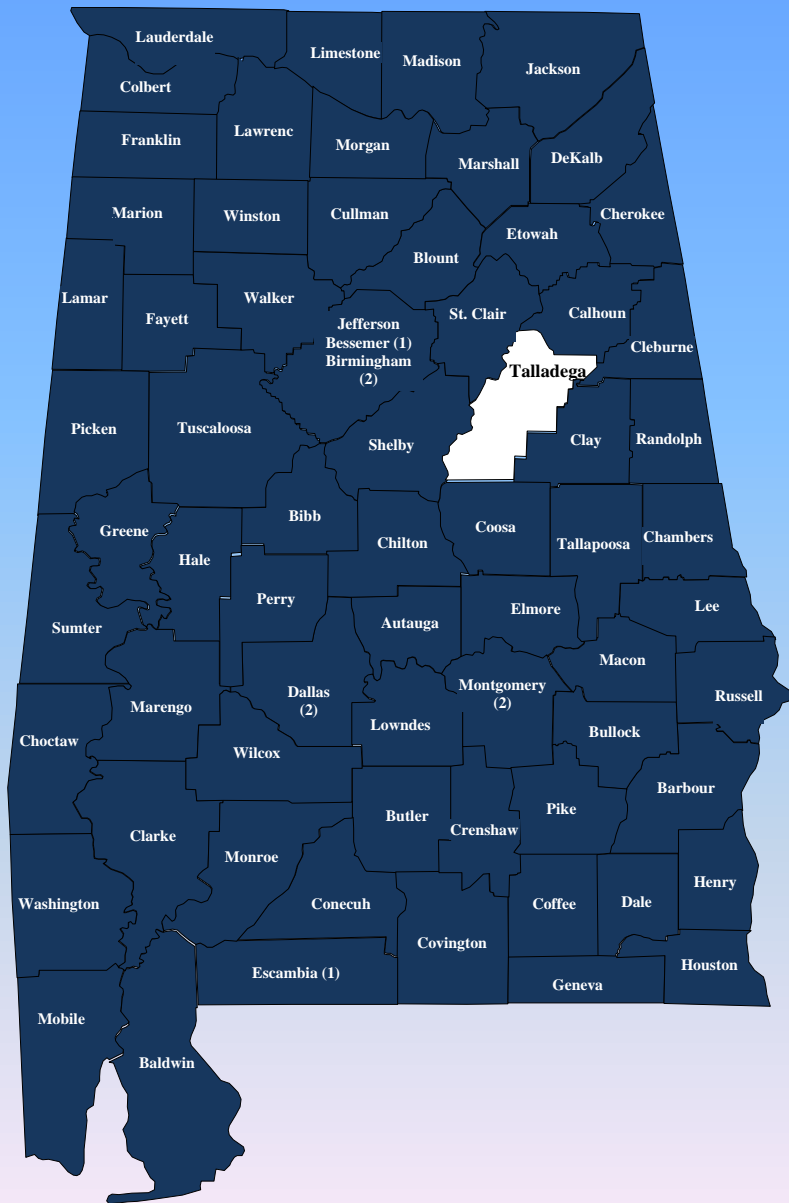 Lauderdale
Limestone
Madison
Jackson
Colbert
Franklin
Lawrenc
Morgan
Marshall
DeKalb
Marion
Winston
Cullman
Cherokee
Etowah
Blount
Lamar
Fayett
Walker
St. Clair
Calhoun
Jefferson
Bessemer (1)
Birmingham
(2)
Cleburne
Talladega
Picken
Tuscaloosa
Shelby
Clay
Randolph
Greene
Bibb
Hale
Chilton
Coosa
Tallapoosa
Chambers
Perry
Sumter
Autauga
Elmore
Lee
Macon
Marengo
Dallas
(2)
Montgomery
(2)
Russell
Choctaw
Lowndes
Bullock
Wilcox
Barbour
Clarke
Butler
Crenshaw
Pike
Monroe
Henry
Washington
Conecuh
Coffee
Dale
Covington
Escambia (1)
Geneva
Houston
Mobile
Baldwin